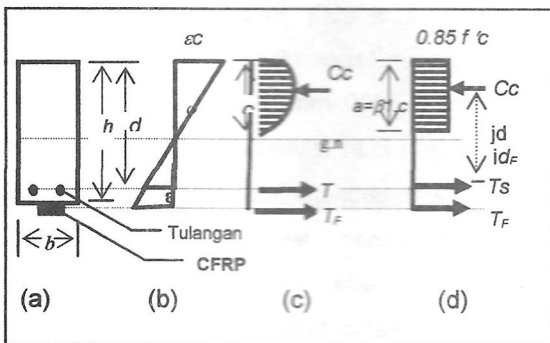 εc
0.85 f 'c
h
d
c
Cc
a=β1.c
Cc
g.n
jd
jdF
T
Ts
TF
TF
Tulangan
b
CFRP
(a)
(b)
(c)
(d)